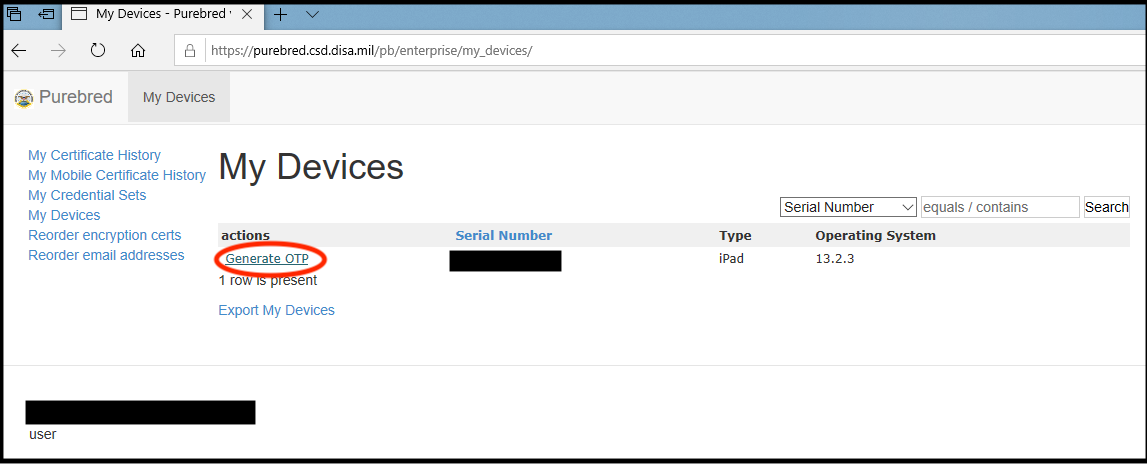 My Devices - Purebred
https://purebred.csd.disa.mil/pb/enterprise/my_devices/
Purebred My Devices
My Certificate History
My Mobile Certificate History
My Credential Sets
My Devices
Reorder encryption certs
Reorder email addresses
My Devices
Serial Number equals / contains Search
actions Serial Number Type Operating System
Generate OTP iPad 13.2.3
1 row is present
Export My Devices
user